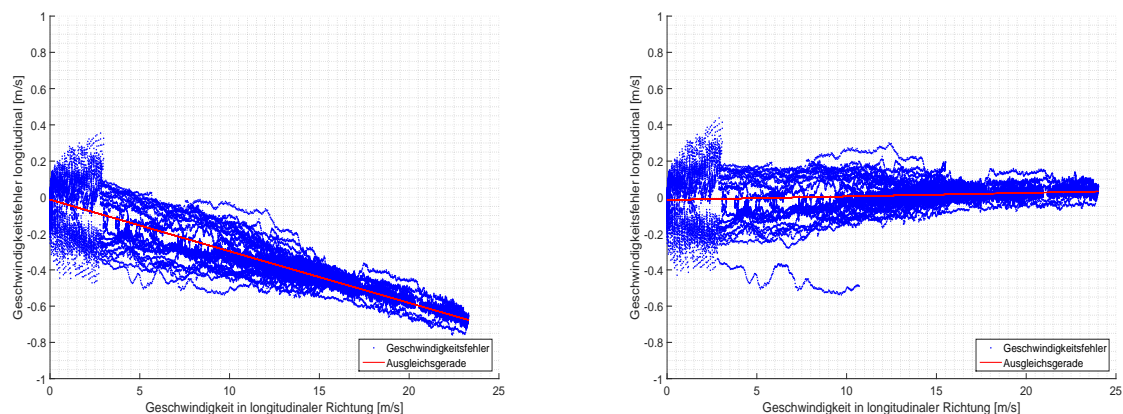 Geschwindigkeitsfehler longitudinal [m/s]
1
0.8
0.6
0.4
0.2
0
-0.2
-0.4
-0.6
-0.8
-1
0 5 10 15 20 25
Geschwindigkeit in longitudinaler Richtung [m/s]
Geschwindigkeitsfehler
Ausgleichsgerade
Geschwindigkeitsfehler longitudinal [m/s]
1
0.8
0.6
0.4
0.2
0
-0.2
-0.4
-0.6
-0.8
-1
0 5 10 15 20 25
Geschwindigkeit in longitudinaler Richtung [m/s]
Geschwindigkeitsfehler
Ausgleichsgerade